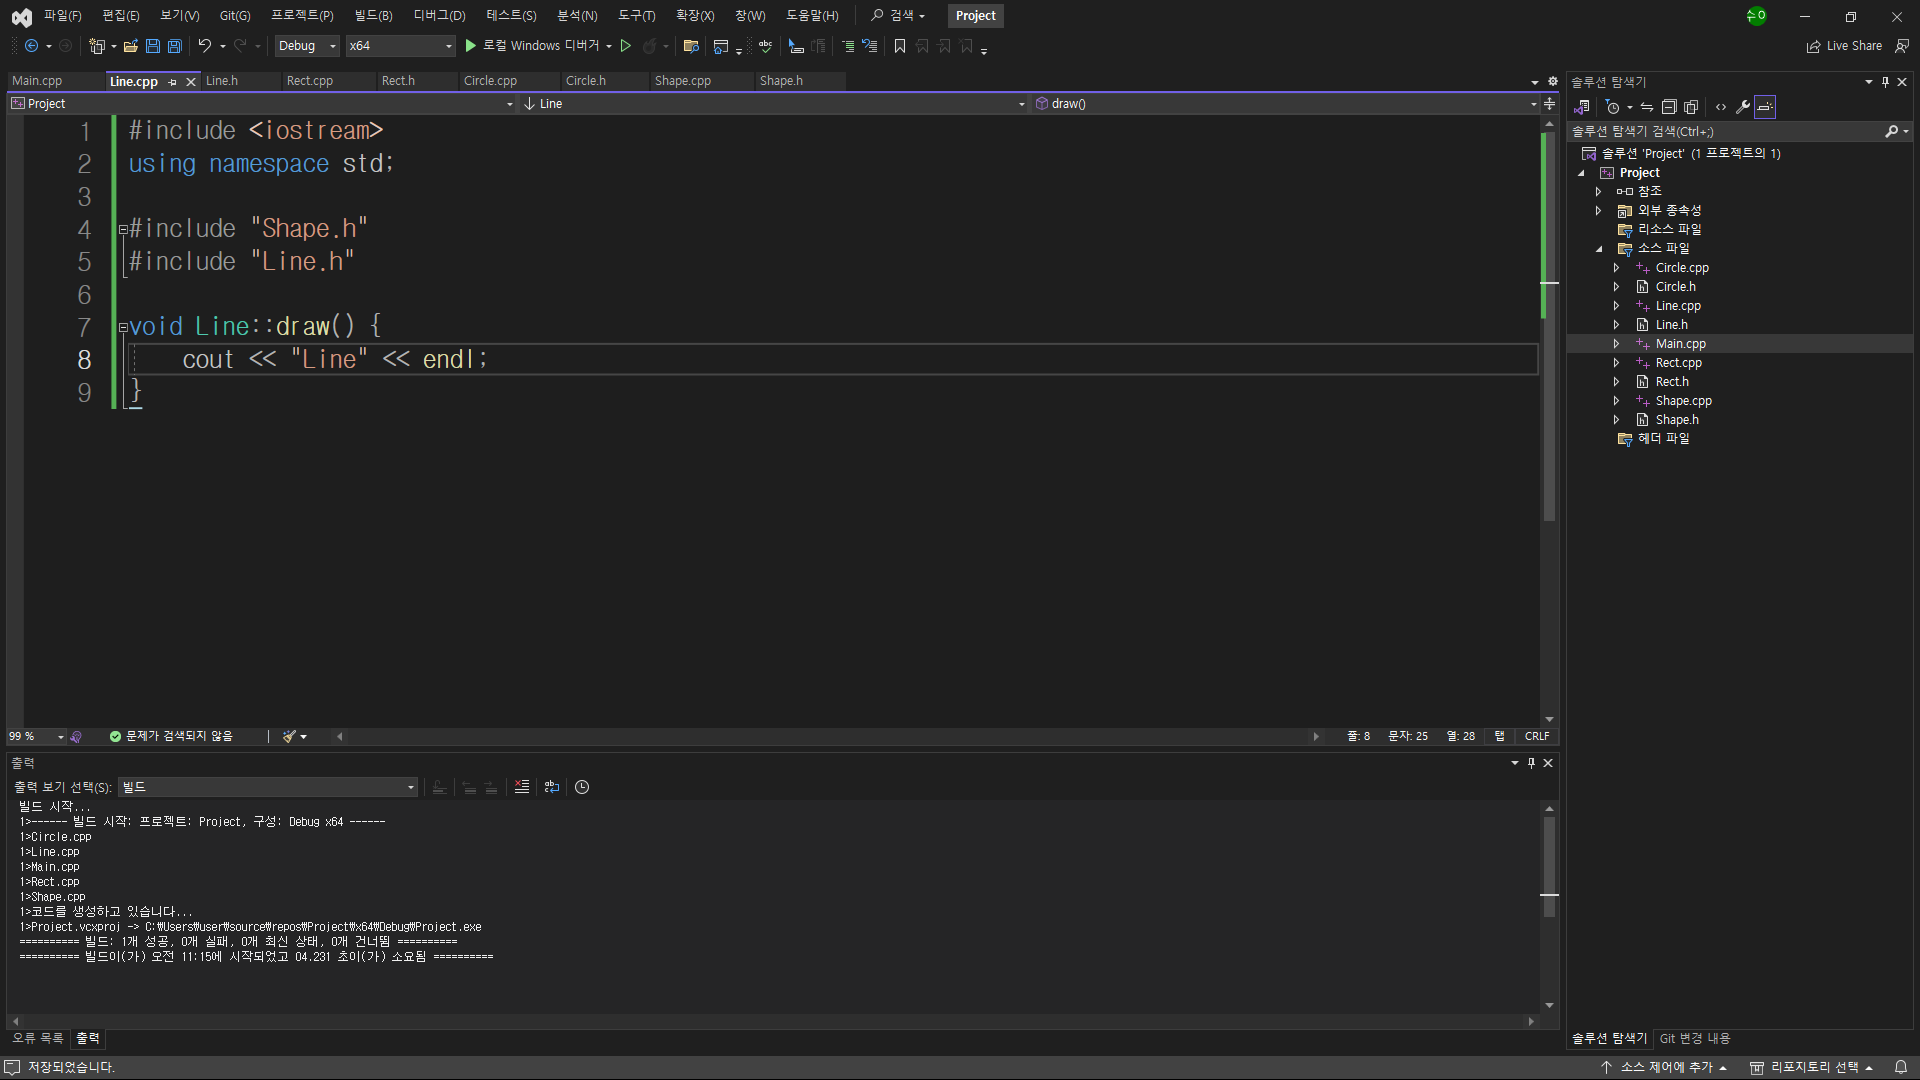 파일(F) 편집(E) 보기(V) Git(G) 프로젝트(P) 빌드(B) 디버그(D) 테스트(S) 분석(N) 도구(T) 확장(X) 창(W) 도움말(H) 검색 Project
Debug x64 로컬 Windows 디버거 Live Share
Main.cpp Line.cpp Line.h Rect.cpp Rect.h Circle.cpp Circle.h Shape.cpp Shape.h
Project Line draw()
1 #include <iostream>
2 using namespace std;
3
4 #include "Shape.h"
5 #include "Line.h"
6
7 void Line::draw() {
8 cout << "Line" << endl;
9 }
99 % 문제가 검색되지 않음 줄: 8 문자: 25 열: 28 탭 CRLF
출력
출력 보기 선택(S): 빌드
빌드 시작...
1>------ 빌드 시작: 프로젝트: Project, 구성: Debug x64 ------
1>Circle.cpp
1>Line.cpp
1>Main.cpp
1>Rect.cpp
1>Shape.cpp
1>코드를 생성하고 있습니다...
1>Project.vcxproj -> C:₩Users₩user₩source₩repos₩Project₩x64₩Debug₩Project.exe
========== 빌드: 1개 성공, 0개 실패, 0개 최신 상태, 0개 건너뜀 ==========
========== 빌드이(가) 오전 11:15에 시작되었고 04.231 초이(가) 소요됨 ==========
오류 목록 출력
솔루션 탐색기
솔루션 탐색기 검색(Ctrl+;)
솔루션 'Project' (1 프로젝트의 1)
Project
참조
외부 종속성
리소스 파일
소스 파일
Circle.cpp
Circle.h
Line.cpp
Line.h
Main.cpp
Rect.cpp
Rect.h
Shape.cpp
Shape.h
헤더 파일
솔루션 탐색기 Git 변경 내용
저장되었습니다. 소스 제어에 추가 리포지토리 선택